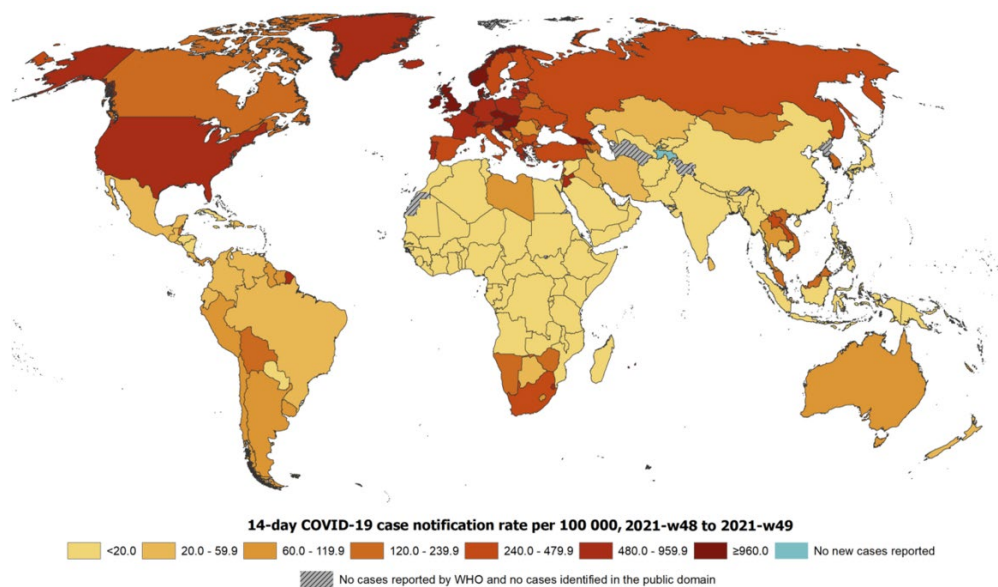 14-day COVID-19 case notification rate per 100 000, 2021-w48 to 2021-w49
<20.0 20.0 - 59.9 60.0 - 119.9 120.0 - 239.9 240.0 - 479.9 480.0 - 959.9 ≥960.0 No new cases reported
No cases reported by WHO and no cases identified in the public domain